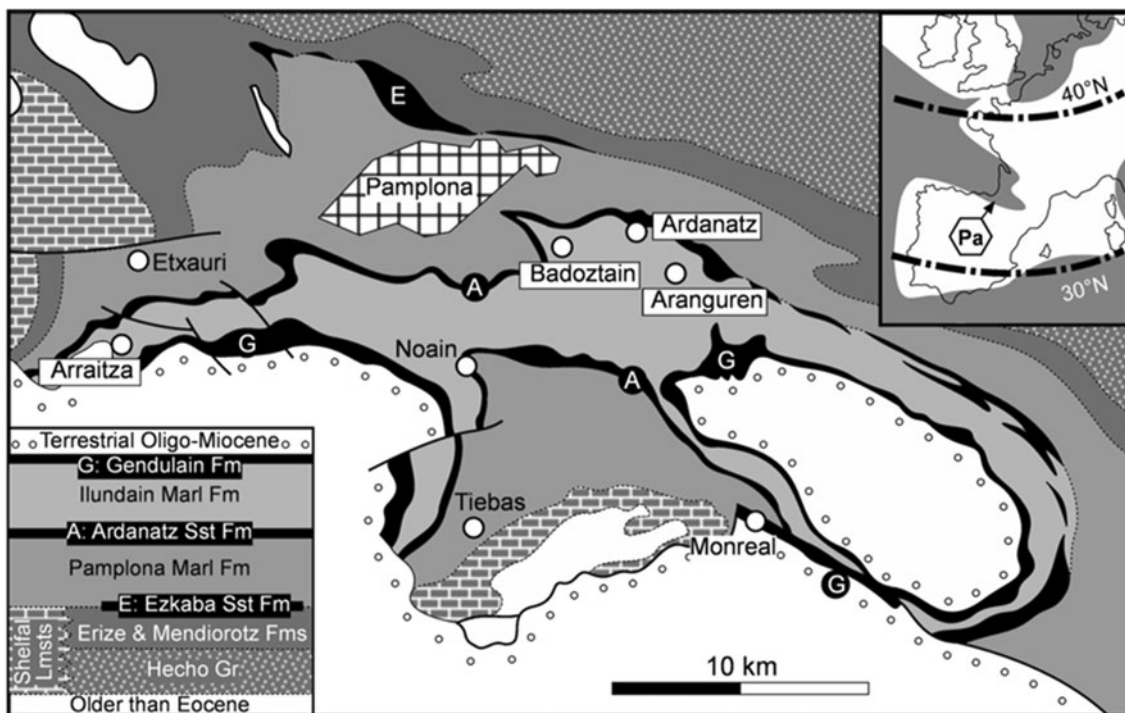 E
Pamplona
Ardanatz
Badoztain
Etxauri
Aranguren
A
G
Noain
G
Arraitza
A
Tiebas
Monreal
G
10 km
40°N
Pa
30°N
Terrestrial Oligo-Miocene
G: Gendulain Fm
Ilundain Marl Fm
A: Ardanatz Sst Fm
Pamplona Marl Fm
E: Ezkaba Sst Fm
Shelfal
Lmsts
Erize & Mendiorotz Fms
Hecho Gr
Older than Eocene